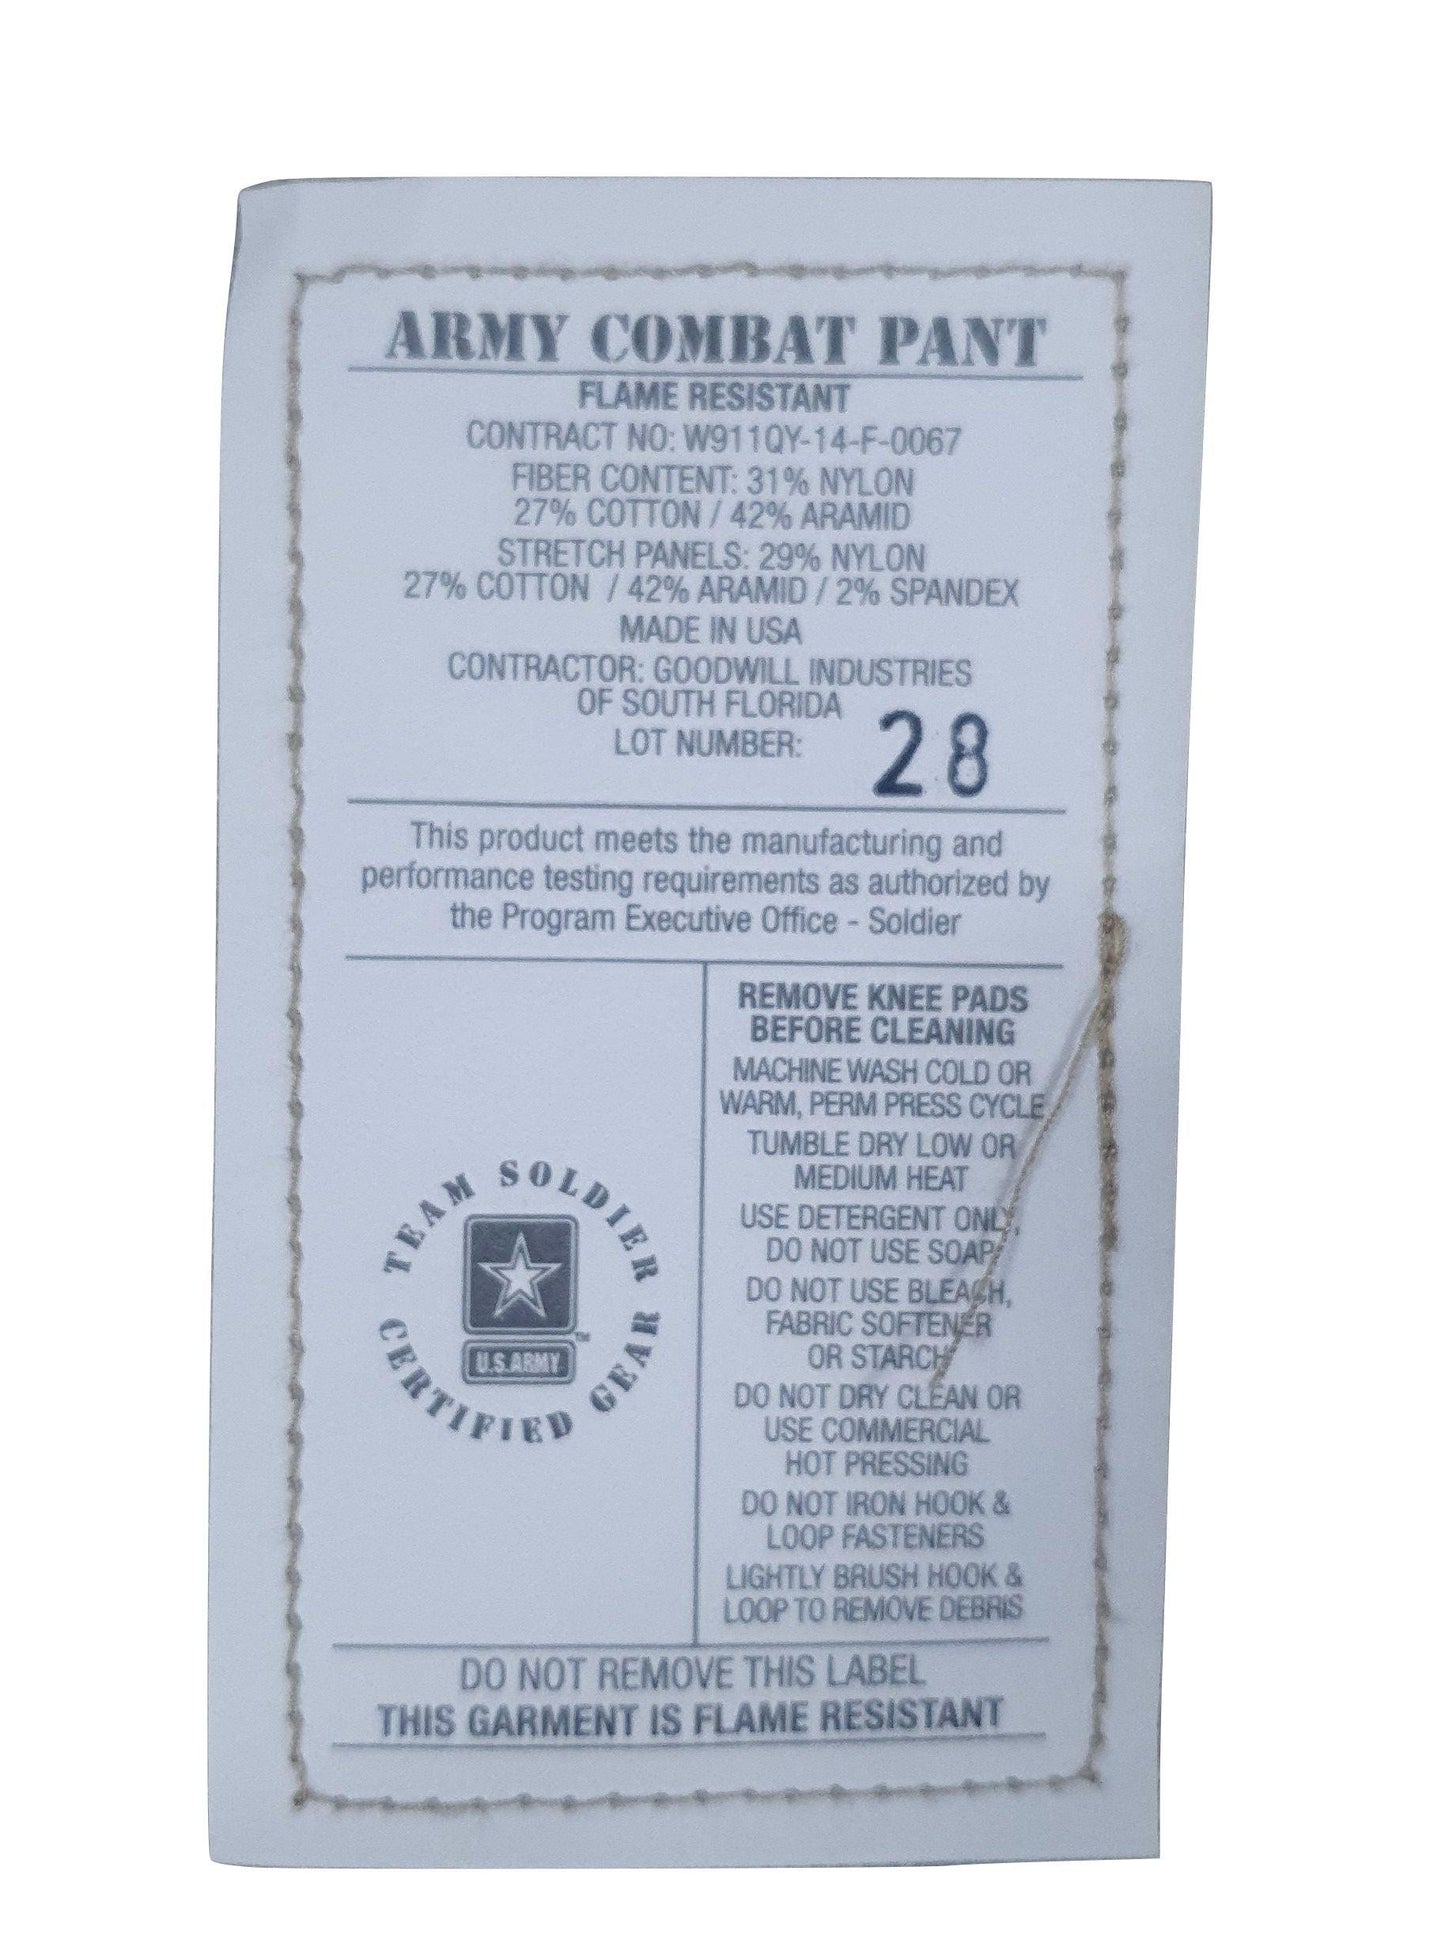 ARMY COMBAT PANT
FLAME RESISTANT
CONTRACT NO: W911QY-14-F-0067
FIBER CONTENT: 31% NYLON
27% COTTON / 42% ARAMID
STRETCH PANELS: 29% NYLON
27% COTTON / 42% ARAMID / 2% SPANDEX
MADE IN USA
CONTRACTOR: GOODWILL INDUSTRIES
OF SOUTH FLORIDA
LOT NUMBER: 28
This product meets the manufacturing and
performance testing requirements as authorized by
the Program Executive Office - Soldier
TEAM SOLDIER
CERTIFIED GEAR
U.S.ARMY
TM
REMOVE KNEE PADS
BEFORE CLEANING
MACHINE WASH COLD OR
WARM, PERM PRESS CYCLE
TUMBLE DRY LOW OR
MEDIUM HEAT
USE DETERGENT ONLY,
DO NOT USE SOAP
DO NOT USE BLEACH,
FABRIC SOFTENER
OR STARCH
DO NOT DRY CLEAN OR
USE COMMERCIAL
HOT PRESSING
DO NOT IRON HOOK &
LOOP FASTENERS
LIGHTLY BRUSH HOOK &
LOOP TO REMOVE DEBRIS
DO NOT REMOVE THIS LABEL
THIS GARMENT IS FLAME RESISTANT